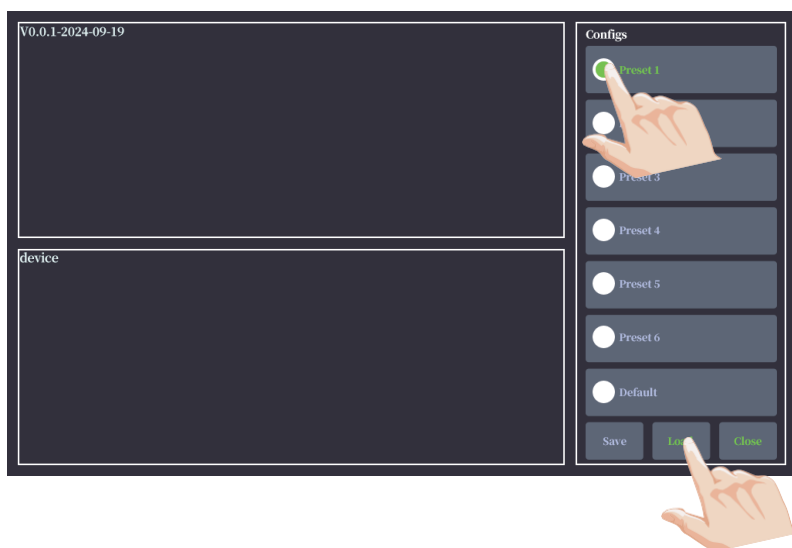 V0.0.1-2024-09-19
device
Configs
Preset 1
Preset 3
Preset 4
Preset 5
Preset 6
Default
Save
Load
Close